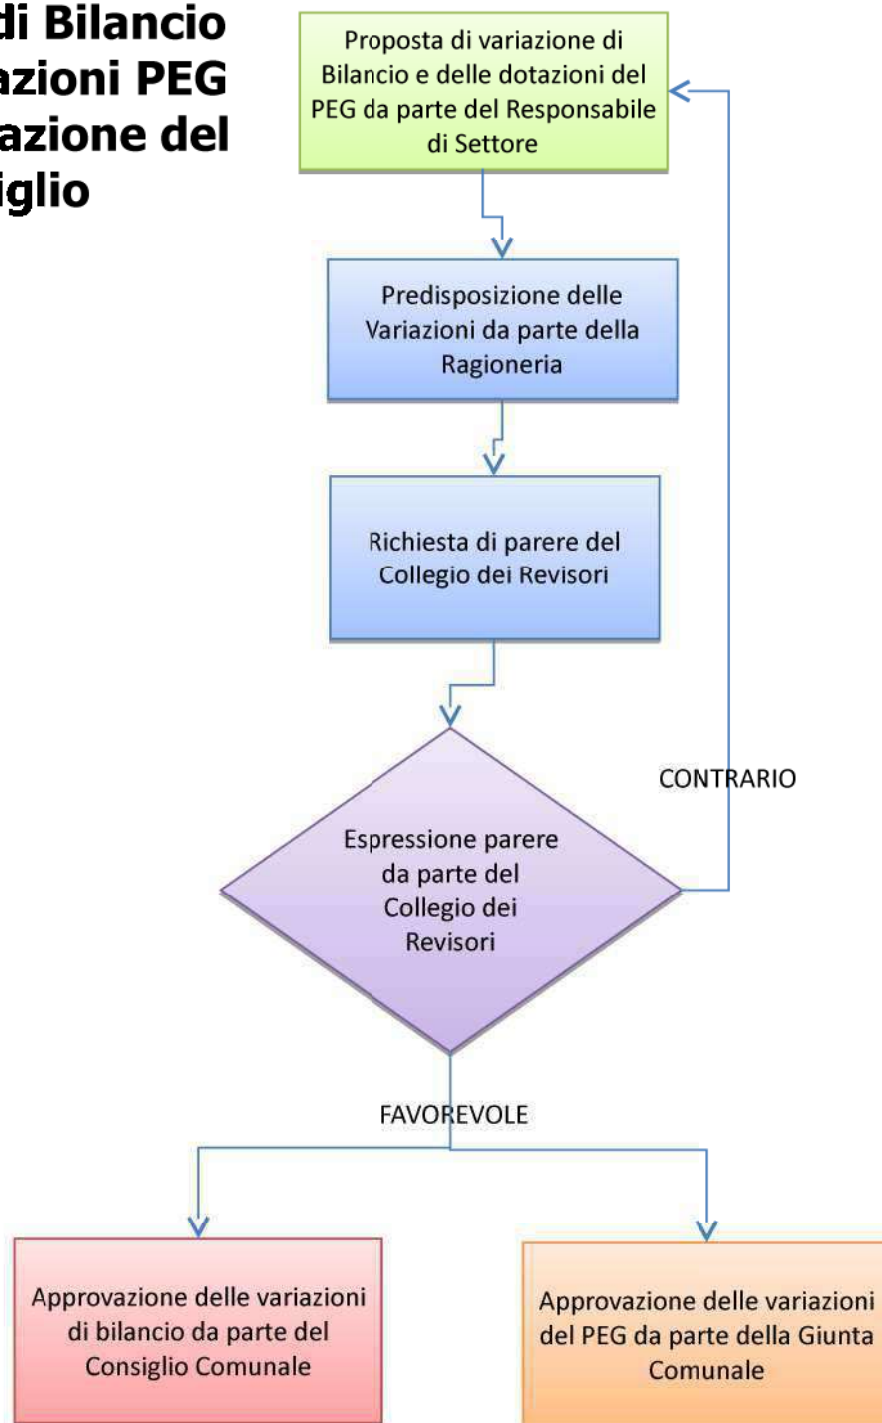 di Bilancio
azioni PEG
azione del
iglio
Proposta di variazione di
Bilancio e delle dotazioni del
PEG da parte del Responsabile
di Settore
Predisposizione delle
Variazioni da parte della
Ragioneria
Richiesta di parere del
Collegio dei Revisori
CONTRARIO
Espressione parere
da parte del
Collegio dei
Revisori
FAVOREVOLE
Approvazione delle variazioni
di bilancio da parte del
Consiglio Comunale
Approvazione delle variazioni
del PEG da parte della Giunta
Comunale